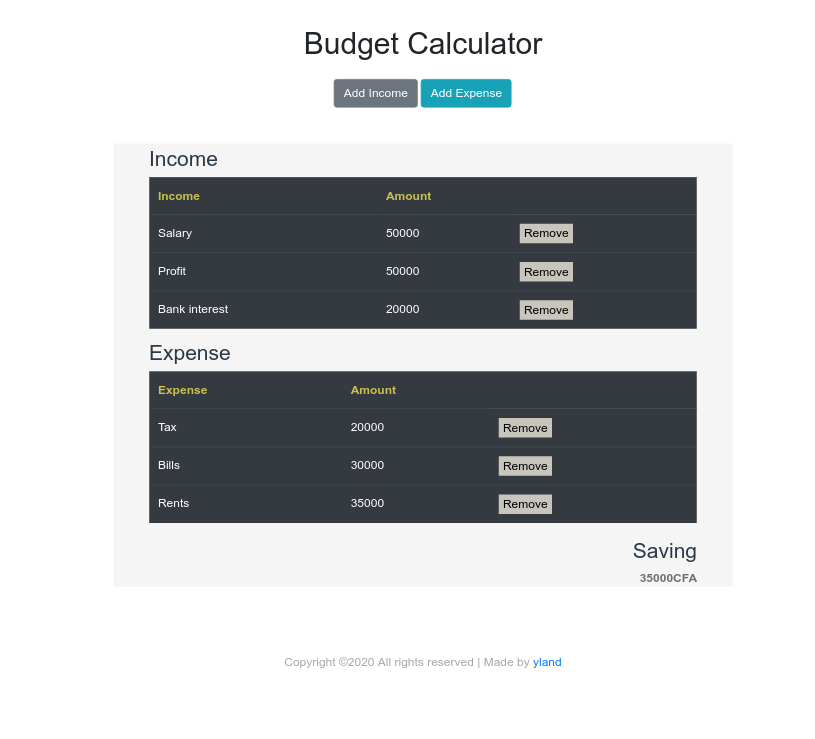 Budget Calculator
Add Income Add Expense
Income
Income Amount
Salary 50000 Remove
Profit 50000 Remove
Bank interest 20000 Remove
Expense
Expense Amount
Tax 20000 Remove
Bills 30000 Remove
Rents 35000 Remove
Saving
35000CFA
Copyright ©2020 All rights reserved | Made by yland